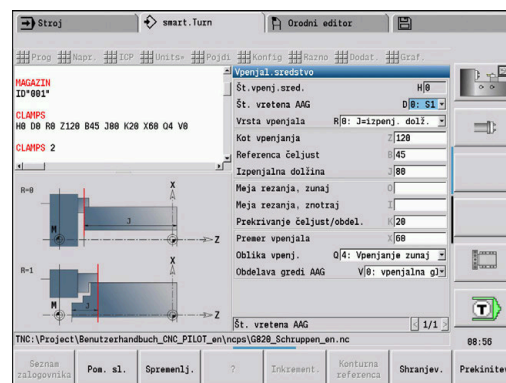 Stroj
smart.Turn
Orodni editor
Prog
Napr.
ICP
Units▾
Pojdi
Konfig
Razno
Dodat.
Graf.
MAGAZIN
ID"001"
CLAMPS
H0 D0 R0 Z120 B45 J80 K20 X60 Q4 V0
CLAMPS 2
Vpenjal.sredstvo
Št.vpenj.sred. H 0
Št. vretena AAG D 0: S1
Vrsta vpenjala R 0: J=izpenj. dolž.
Kot vpenjanja Z 120
Referenca čeljust B 45
Izpenjalna dolžina J 80
Meja rezanja, zunaj O
Meja rezanja, znotraj I
Prekrivanje čeljust/obdel. K 20
Premer vpenjala X 60
Oblika vpenj. Q 4: Vpenjanje zunaj
Obdelava gredi AAG V 0: vpenjalna gl
R=0
X
J
M
Z
R=1
X
J
M
Z
Št. vretena AAG
1/1
T
TNC:\Project\Benutzerhandbuch_CNC_PILOT_en\ncps\G820_Schruppen_en.nc
08:56
Seznam zalogovnika
Pom. sl.
Spremenlj.
?
Inkrement.
Konturna referenca
Shranjev.
Prekinitev